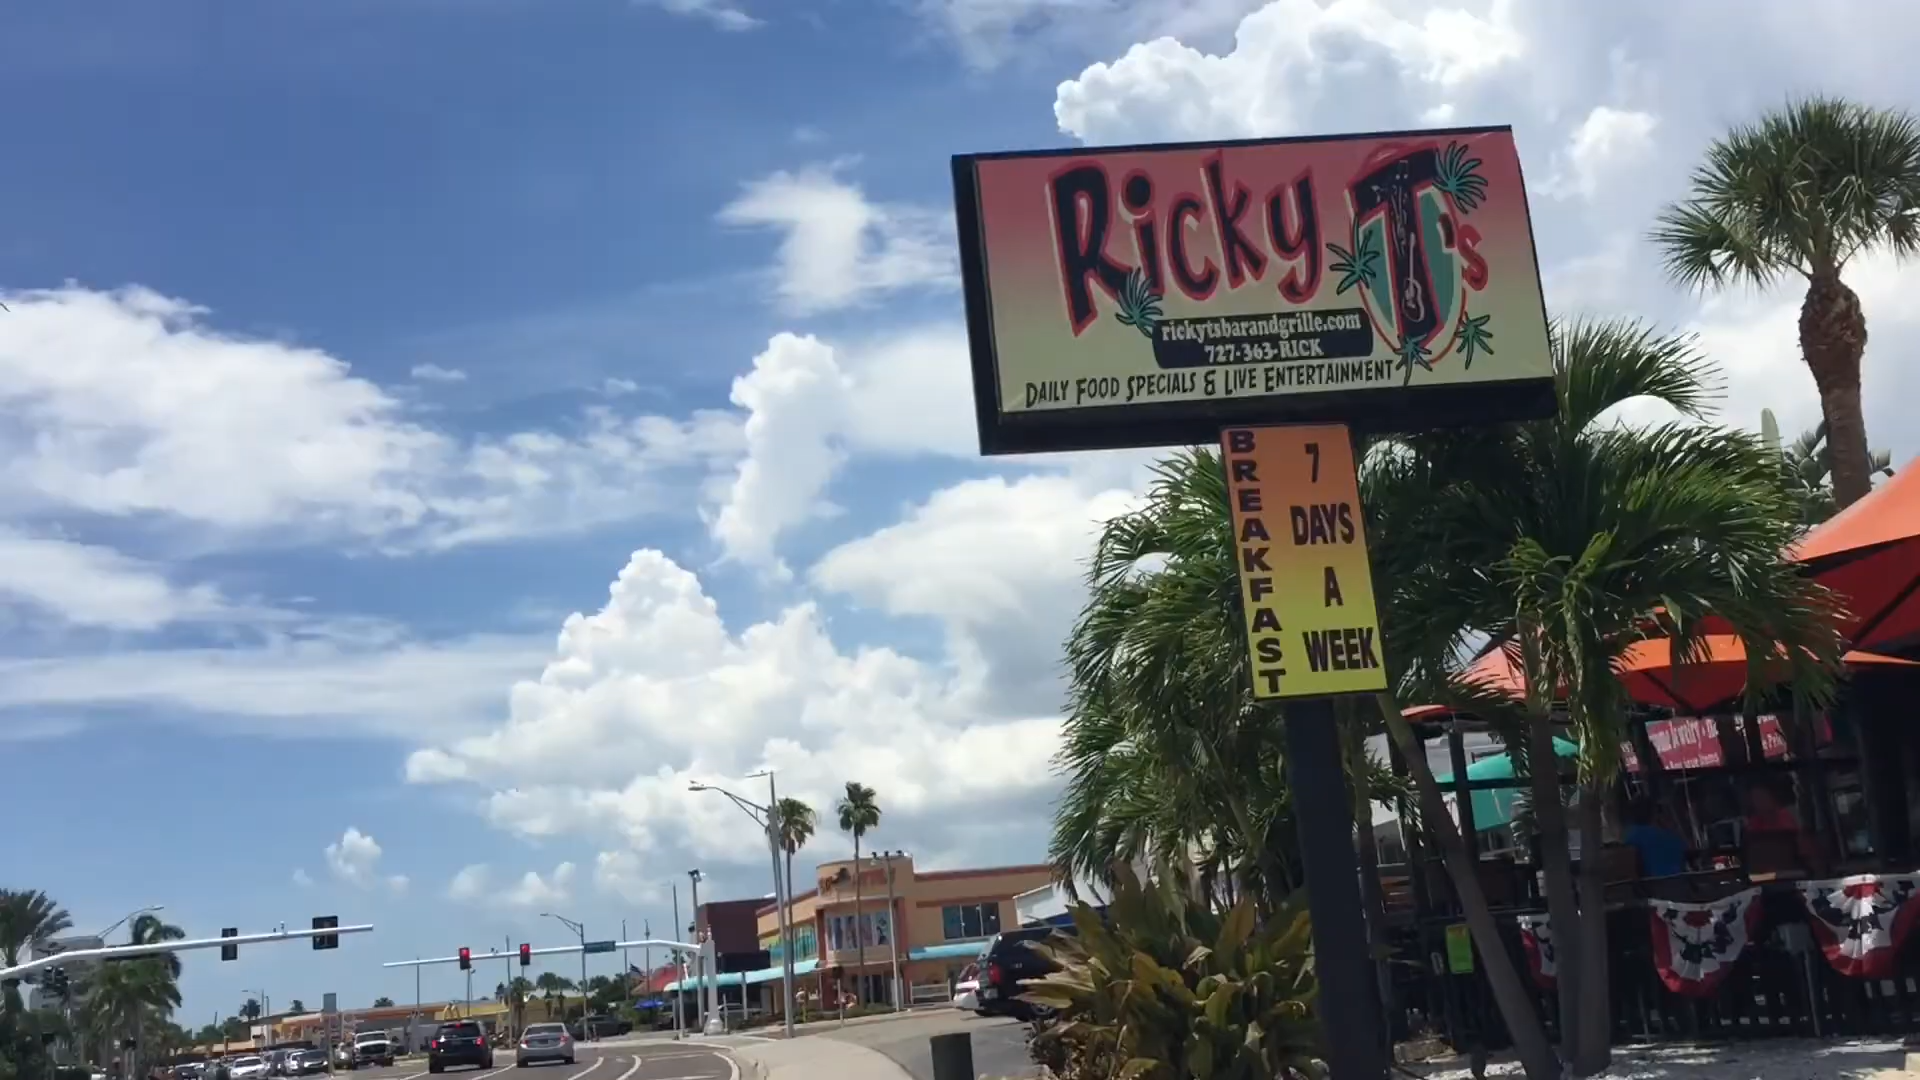 Ricky T's
rickytsbarandgrille.com
727-363-RICK
DAILY FOOD SPECIALS & LIVE ENTERTAINMENT
BREAKFAST
7
DAYS
A
WEEK